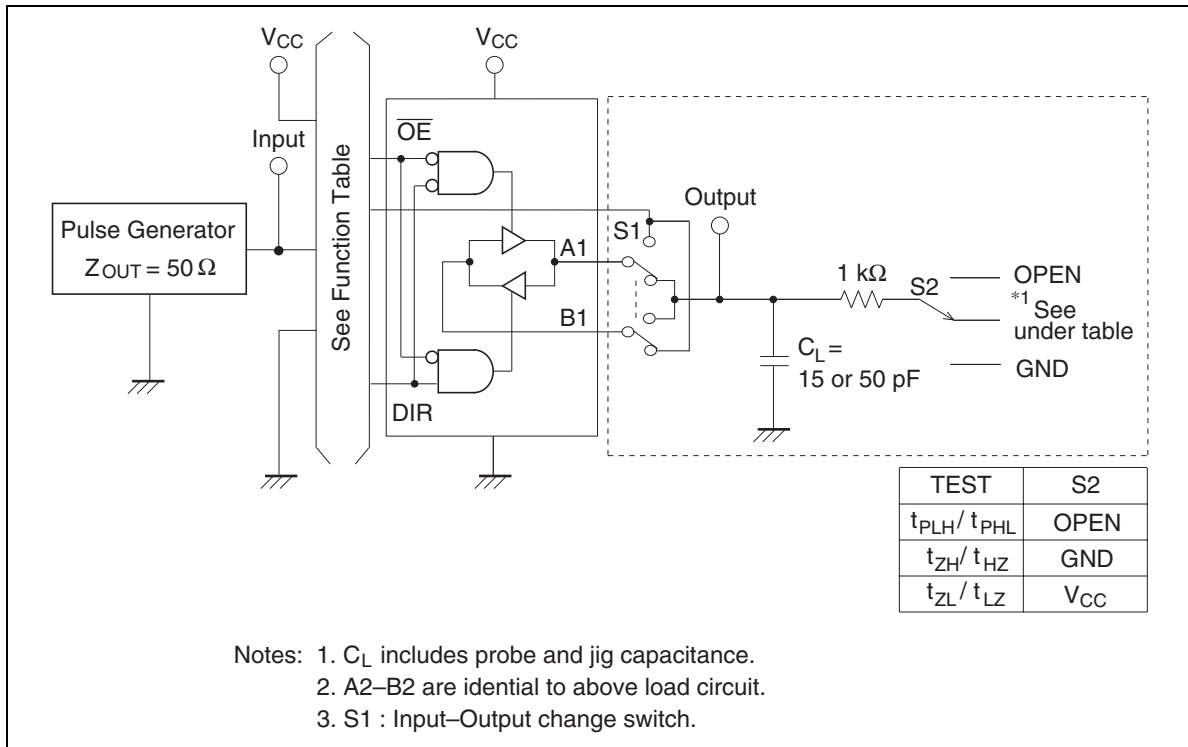 VCC
VCC
Input
OE
See Function Table
Pulse Generator
ZOUT = 50 Ω
Output
S1
A1
B1
1 kΩ
S2
OPEN
*1 See
under table
GND
CL =
15 or 50 pF
DIR
TEST S2
tPLH / tPHL OPEN
tZH / tHZ GND
tZL / tLZ VCC
Notes: 1. CL includes probe and jig capacitance.
2. A2–B2 are idential to above load circuit.
3. S1 : Input–Output change switch.